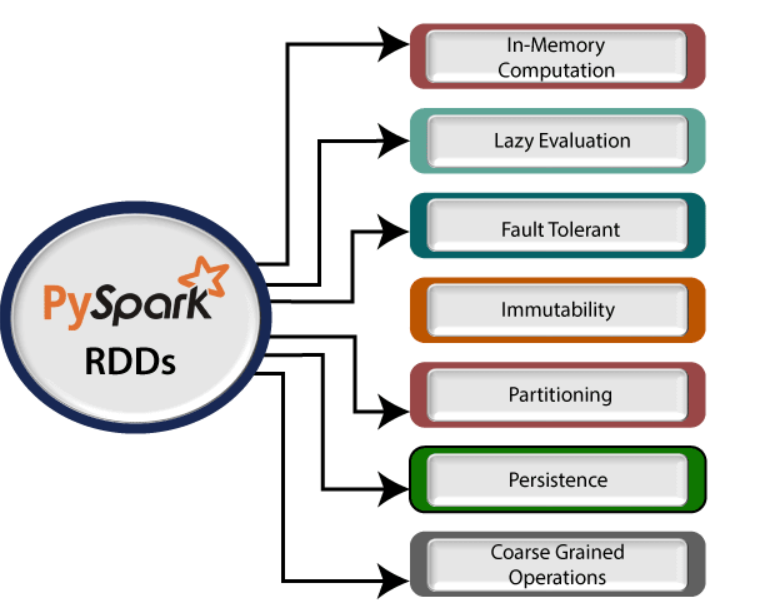 PySpark
RDDs
In-Memory
Computation
Lazy Evaluation
Fault Tolerant
Immutability
Partitioning
Persistence
Coarse Grained
Operations